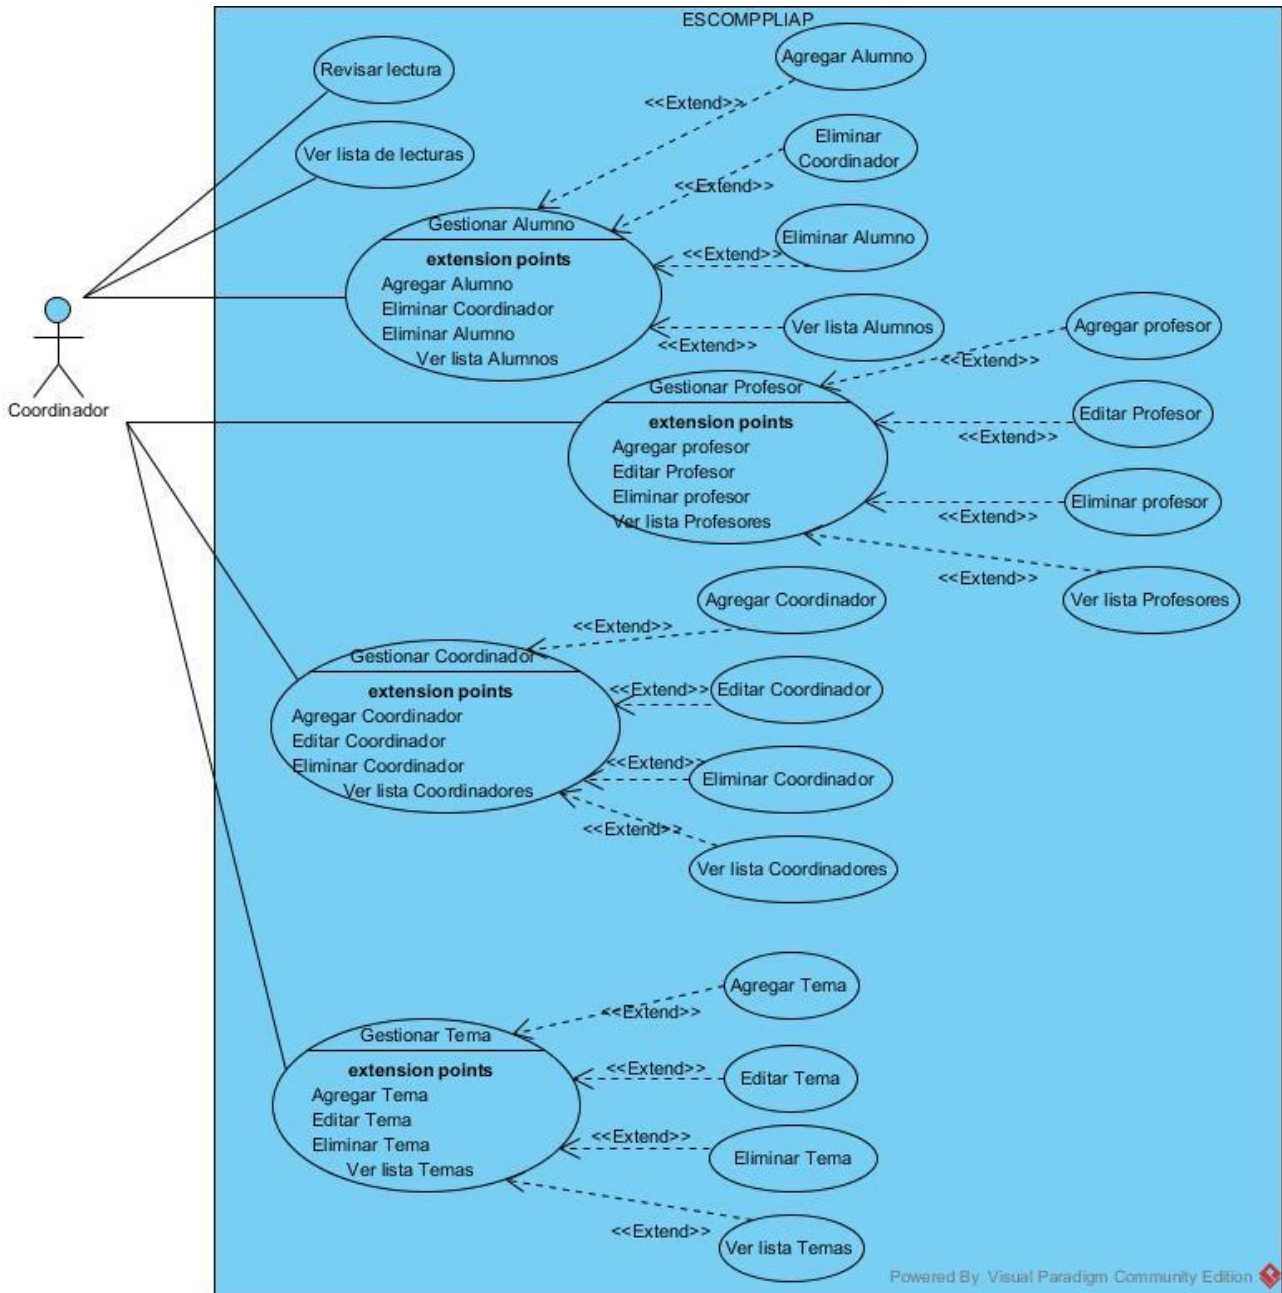 ESCOMPPLIAP
Revisar lectura
Ver lista de lecturas
Agregar Alumno
<<Extend>>
Eliminar
Coordinador
<<Extend>>
Eliminar Alumno
<<Extend>>
Ver lista Alumnos
<<Extend>>
Gestionar Alumno
extension points
Agregar Alumno
Eliminar Coordinador
Eliminar Alumno
Ver lista Alumnos
Coordinador
Agregar profesor
<<Extend>>
Editar Profesor
<<Extend>>
Eliminar profesor
<<Extend>>
Ver lista Profesores
<<Extend>>
Gestionar Profesor
extension points
Agregar profesor
Editar Profesor
Eliminar profesor
Ver lista Profesores
Agregar Coordinador
<<Extend>>
Editar Coordinador
<<Extend>>
Eliminar Coordinador
<<Extend>>
Ver lista Coordinadores
<<Extend>>
Gestionar Coordinador
extension points
Agregar Coordinador
Editar Coordinador
Eliminar Coordinador
Ver lista Coordinadores
Agregar Tema
<<Extend>>
Editar Tema
<<Extend>>
Eliminar Tema
<<Extend>>
Ver lista Temas
<<Extend>>
Gestionar Tema
extension points
Agregar Tema
Editar Tema
Eliminar Tema
Ver lista Temas
Powered By Visual Paradigm Community Edition